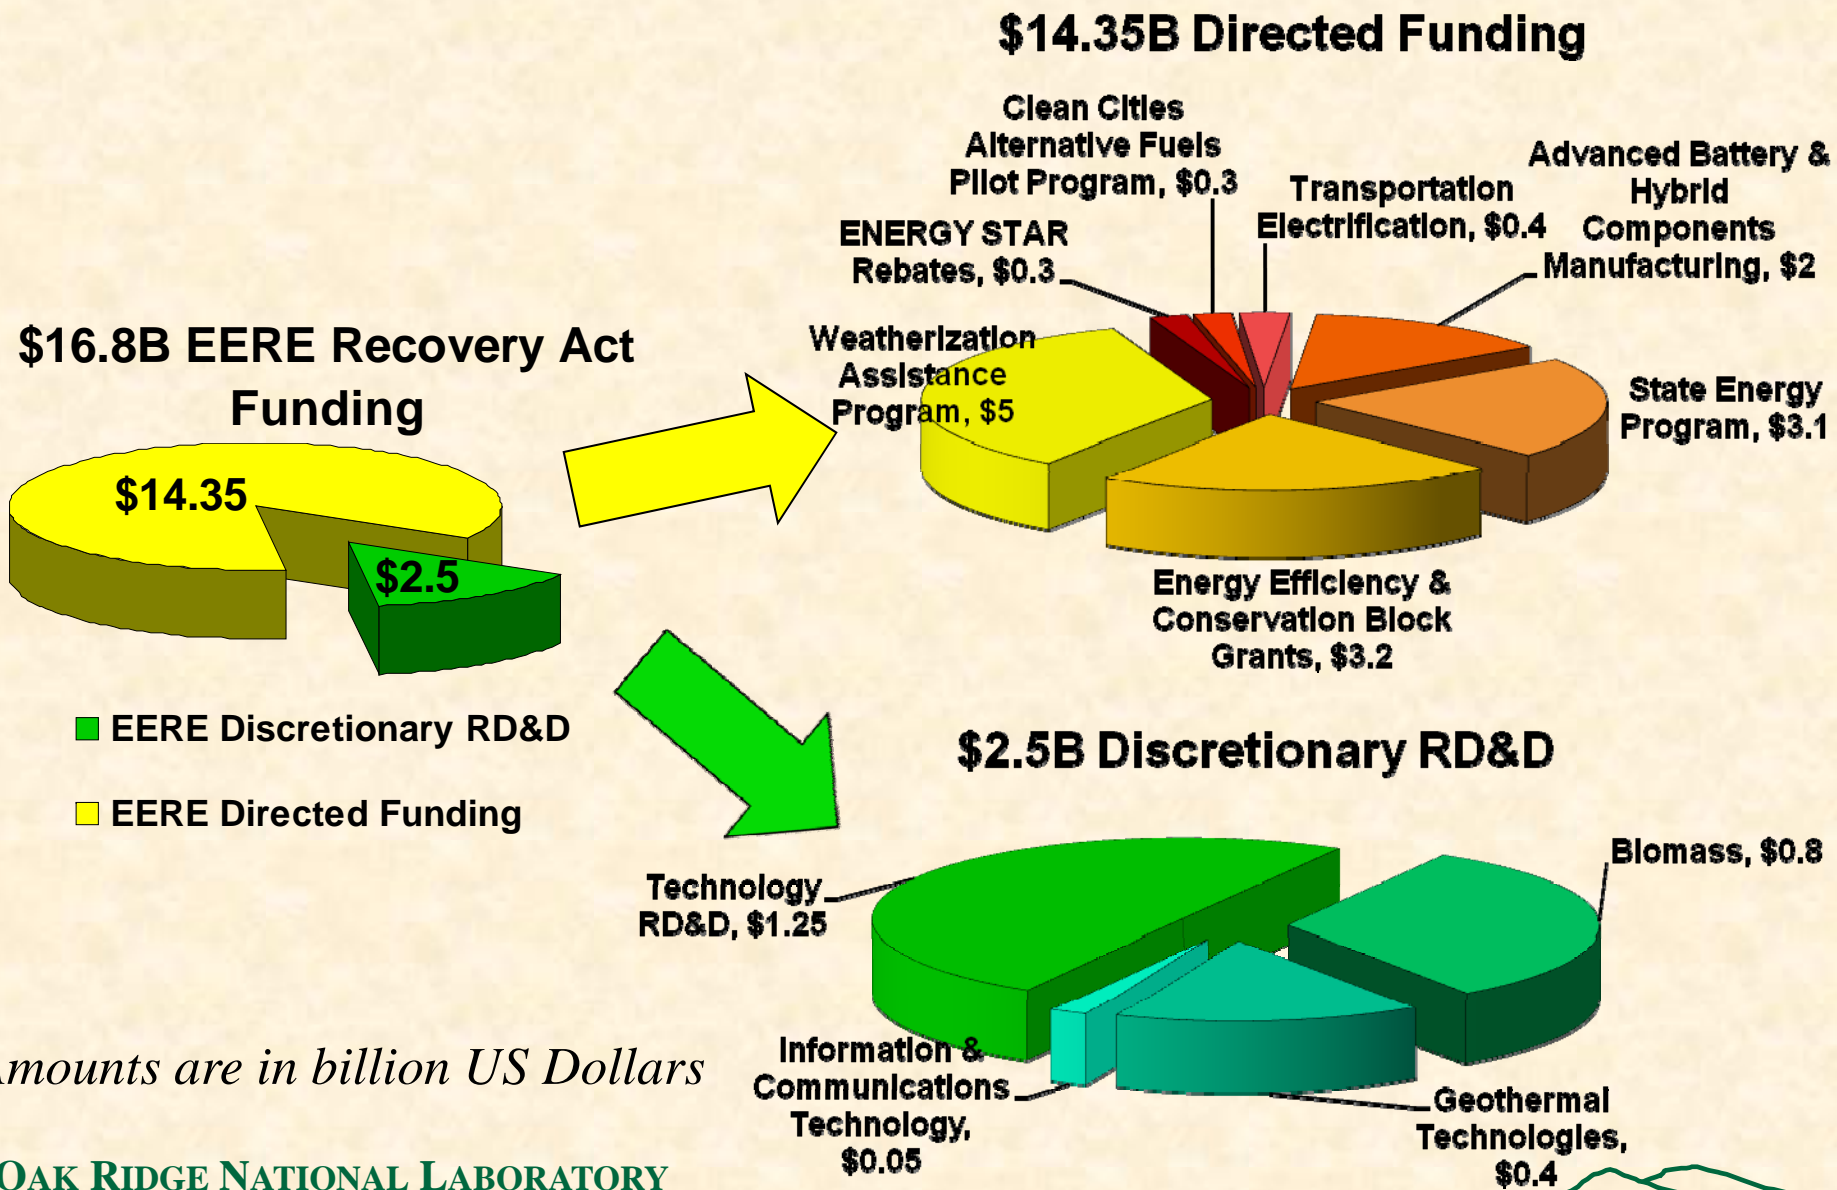 $14.35B Directed Funding
Clean Cities
Alternative Fuels
Pilot Program, $0.3
Transportation
Electrification, $0.4
Advanced Battery &
Hybrid
Components
Manufacturing, $2
ENERGY STAR
Rebates, $0.3
Weatherization
Assistance
Program, $5
State Energy
Program, $3.1
Energy Efficiency &
Conservation Block
Grants, $3.2
$16.8B EERE Recovery Act
Funding
$14.35
$2.5
EERE Discretionary RD&D
EERE Directed Funding
$2.5B Discretionary RD&D
Technology
RD&D, $1.25
Biomass, $0.8
Information &
Communications
Technology,
$0.05
Geothermal
Technologies,
$0.4
Amounts are in billion US Dollars
OAK RIDGE NATIONAL LABORATORY